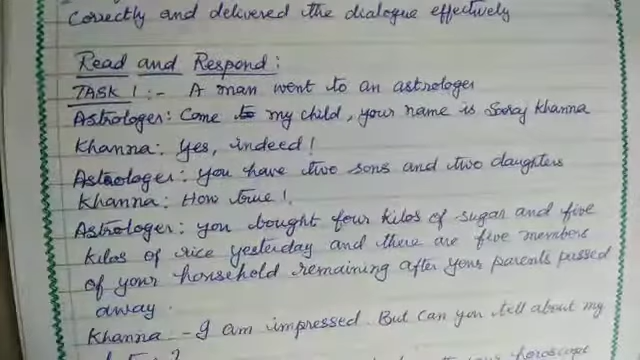 Correctly and delivered the dialogue effectively
Read and Respond:
TASK 1:- A man went to an astrologer
Astrologer: Come to my child, your name is Sooraj Khanna
Khanna: Yes, indeed!
Astrologer: You have two sons and two daughters
Khanna: How true!
Astrologer: You bought four kilos of sugar and five
kilos of rice yesterday and there are five members
of your household remaining after your parents passed
away.
Khanna:- I am impressed. But can you tell about my
horoscope